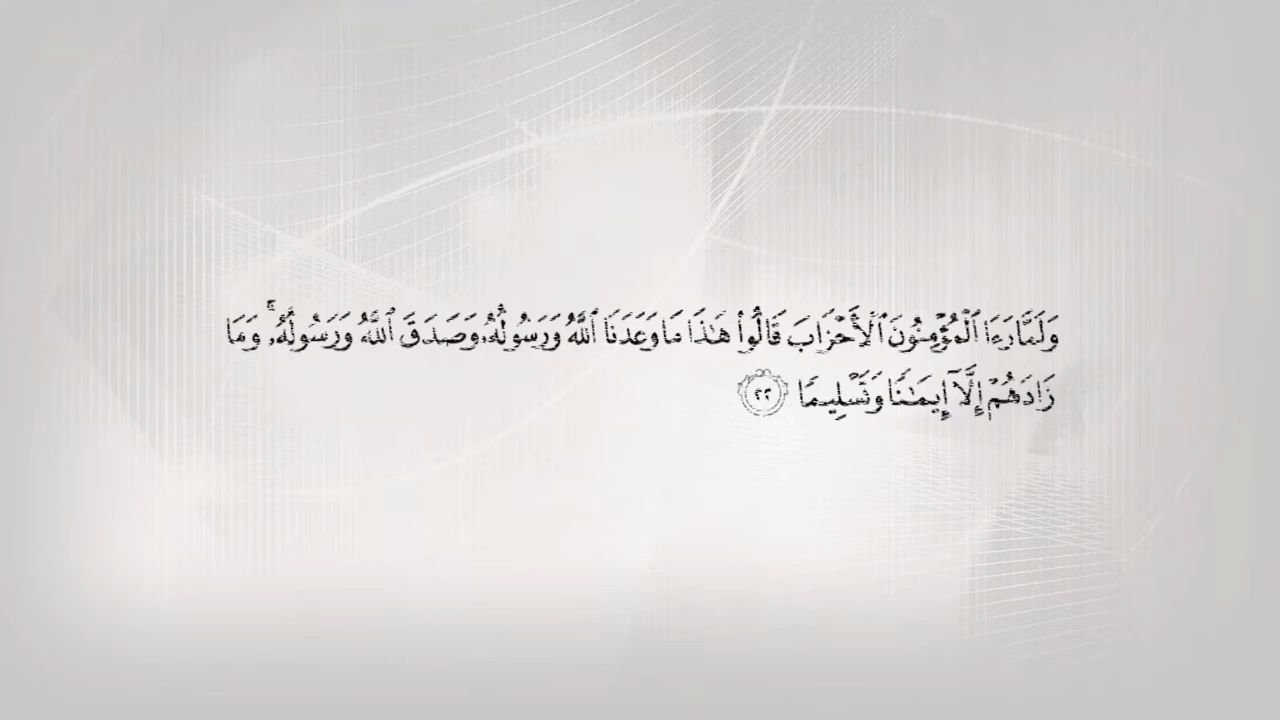 وَلَمَّا رَءَا ٱلْمُؤْمِنُونَ ٱلْأَحْزَابَ قَالُوا۟ هَـٰذَا مَا وَعَدَنَا ٱللَّهُ وَرَسُولُهُۥ وَصَدَقَ ٱللَّهُ وَرَسُولُهُۥ ۚ وَمَا
زَادَهُمْ إِلَّآ إِيمَـٰنًا وَتَسْلِيمًا ٢٢